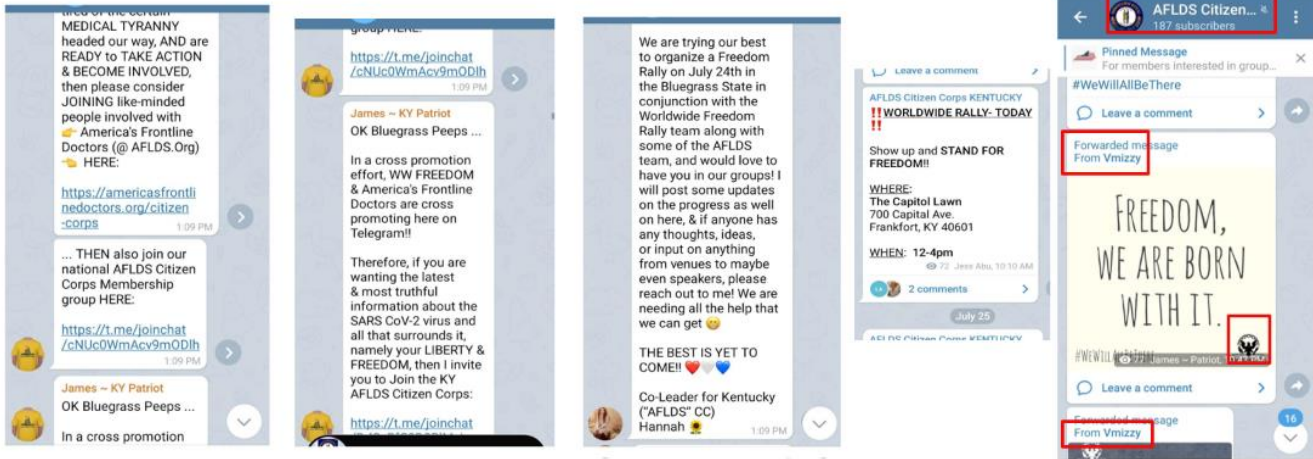 MEDICAL TYRANNY
headed our way, AND are
READY to TAKE ACTION
& BECOME INVOLVED,
then please consider
JOINING like-minded
people involved with
👉 America's Frontline
Doctors (@ AFLDS.Org)
👈 HERE:
https://americasfrontli
nedoctors.org/citizen
-corps
1:09 PM
... THEN also join our
national AFLDS Citizen
Corps Membership
group HERE:
https://t.me/joinchat
/cNUc0WmAcv9mODlh
1:09 PM
James ~ KY Patriot
OK Bluegrass Peeps ...
In a cross promotion
group HERE:
https://t.me/joinchat
/cNUc0WmAcv9mODlh
1:09 PM
James ~ KY Patriot
OK Bluegrass Peeps ...
In a cross promotion
effort, WW FREEDOM
& America's Frontline
Doctors are cross
promoting here on
Telegram!!
Therefore, if you are
wanting the latest
& most truthful
information about the
SARS CoV-2 virus and
all that surrounds it,
namely your LIBERTY &
FREEDOM, then I invite
you to Join the KY
AFLDS Citizen Corps:
https://t.me/joinchat
We are trying our best
to organize a Freedom
Rally on July 24th in
the Bluegrass State in
conjunction with the
Worldwide Freedom
Rally team along with
some of the AFLDS
team, and would love to
have you in our groups! I
will post some updates
on the progress as well
on here, & if anyone has
any thoughts, ideas,
or input on anything
from venues to maybe
even speakers, please
reach out to me! We are
needing all the help that
we can get 😄
THE BEST IS YET TO
COME!! ❤️🤍💙
Co-Leader for Kentucky
("AFLDS" CC)
Hannah 🌻
1:09 PM
Leave a comment
AFLDS Citizen Corps KENTUCKY
‼️WORLDWIDE RALLY- TODAY
‼️
Show up and STAND FOR
FREEDOM!!
WHERE:
The Capitol Lawn
700 Capital Ave.
Frankfort, KY 40601
WHEN: 12-4pm
72 Jess Abu, 10:10 AM
2 comments
July 25
AFLDS Citizen Corps KENTUCKY
AFLDS Citizen...
187 subscribers
Pinned Message
For members interested in group...
#WeWillAllBeThere
Leave a comment
Forwarded message
From Vmizzy
FREEDOM,
WE ARE BORN
WITH IT.
#WEWILLALLBETHERE
James ~ Patriot,
Leave a comment
Forwarded message
From Vmizzy
16